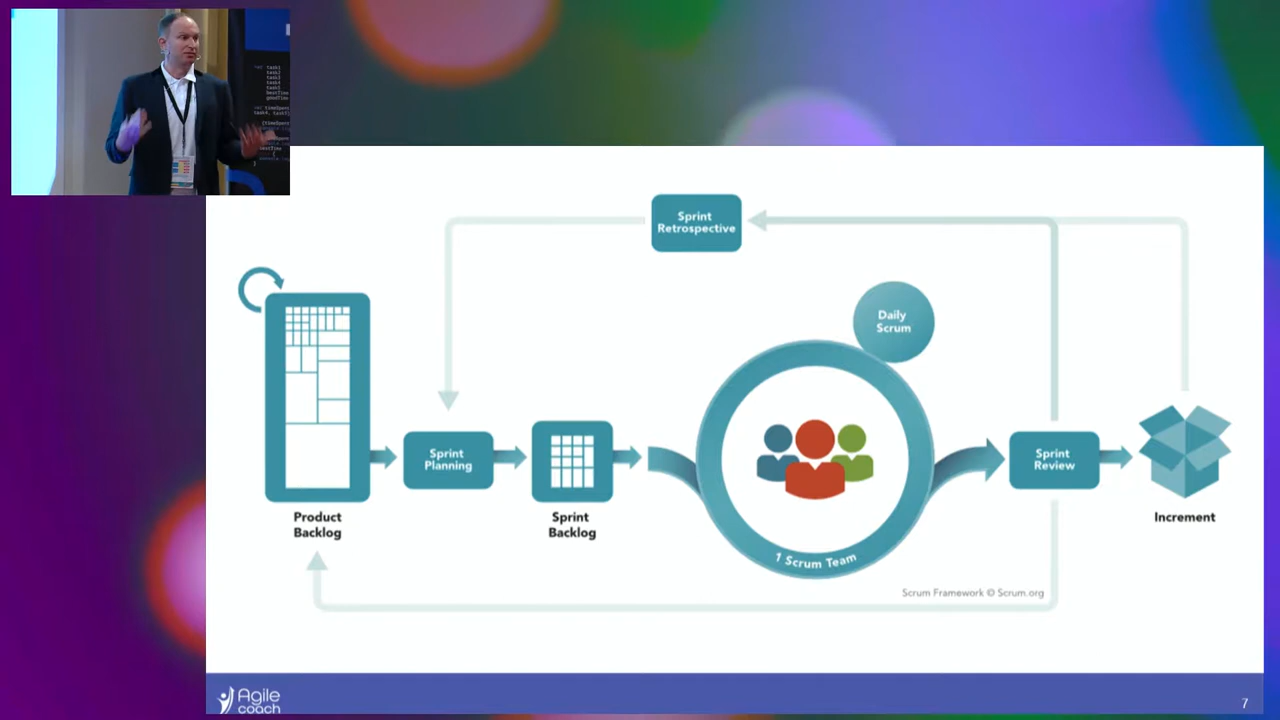 Sprint
Retrospective
Daily
Scrum
Sprint
Planning
Sprint
Review
Product
Backlog
Sprint
Backlog
1 Scrum Team
Increment
Scrum Framework © Scrum.org
Agile
coach
7